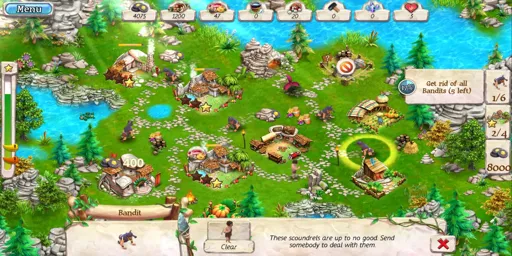 Menu
4075
1200
47
0
20
0
0
3
Get rid of all
Bandits (5 left)
1/6
2/4
8000
400
Bandit
Clear
These scoundrels are up to no good. Send
somebody to deal with them.